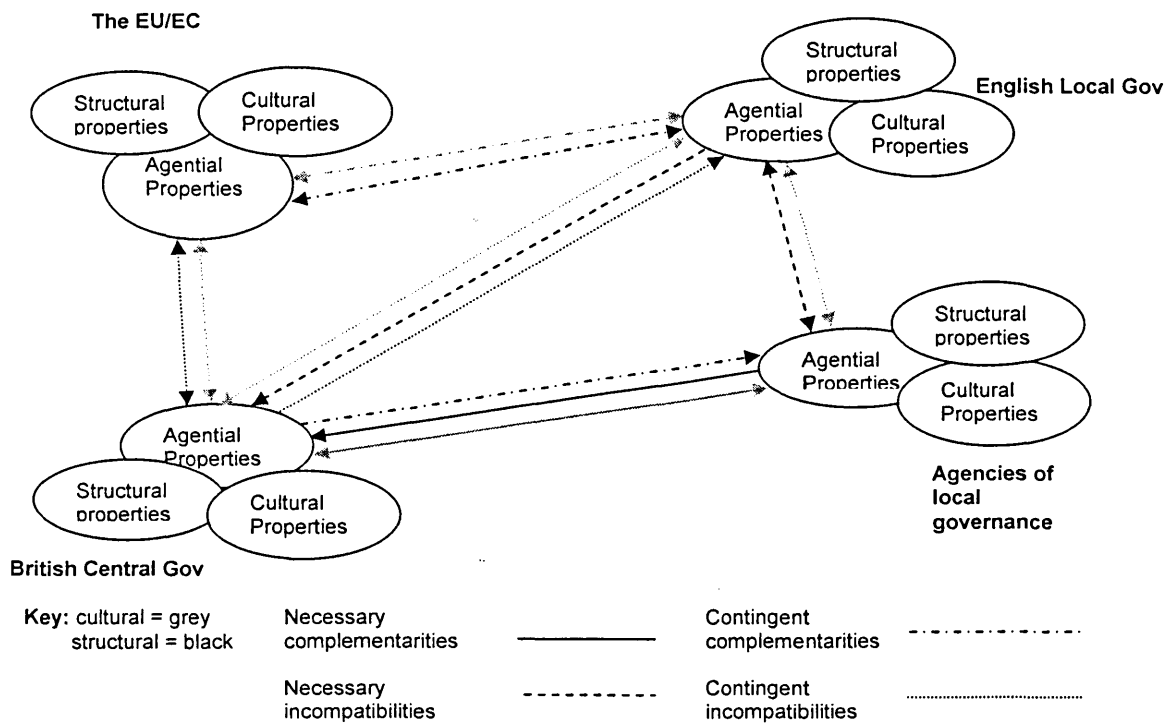 The EU/EC
Structural
properties
Cultural
Properties
Agential
Properties
Structural
properties
English Local Gov
Agential
Properties
Cultural
Properties
Structural
properties
Agential
Properties
Cultural
Properties
Agencies of
local
governance
Agential
Properties
Structural
properties
Cultural
Properties
British Central Gov
Key: cultural = grey
structural = black
Necessary
complementarities
Contingent
complementarities
Necessary
incompatibilities
Contingent
incompatibilities